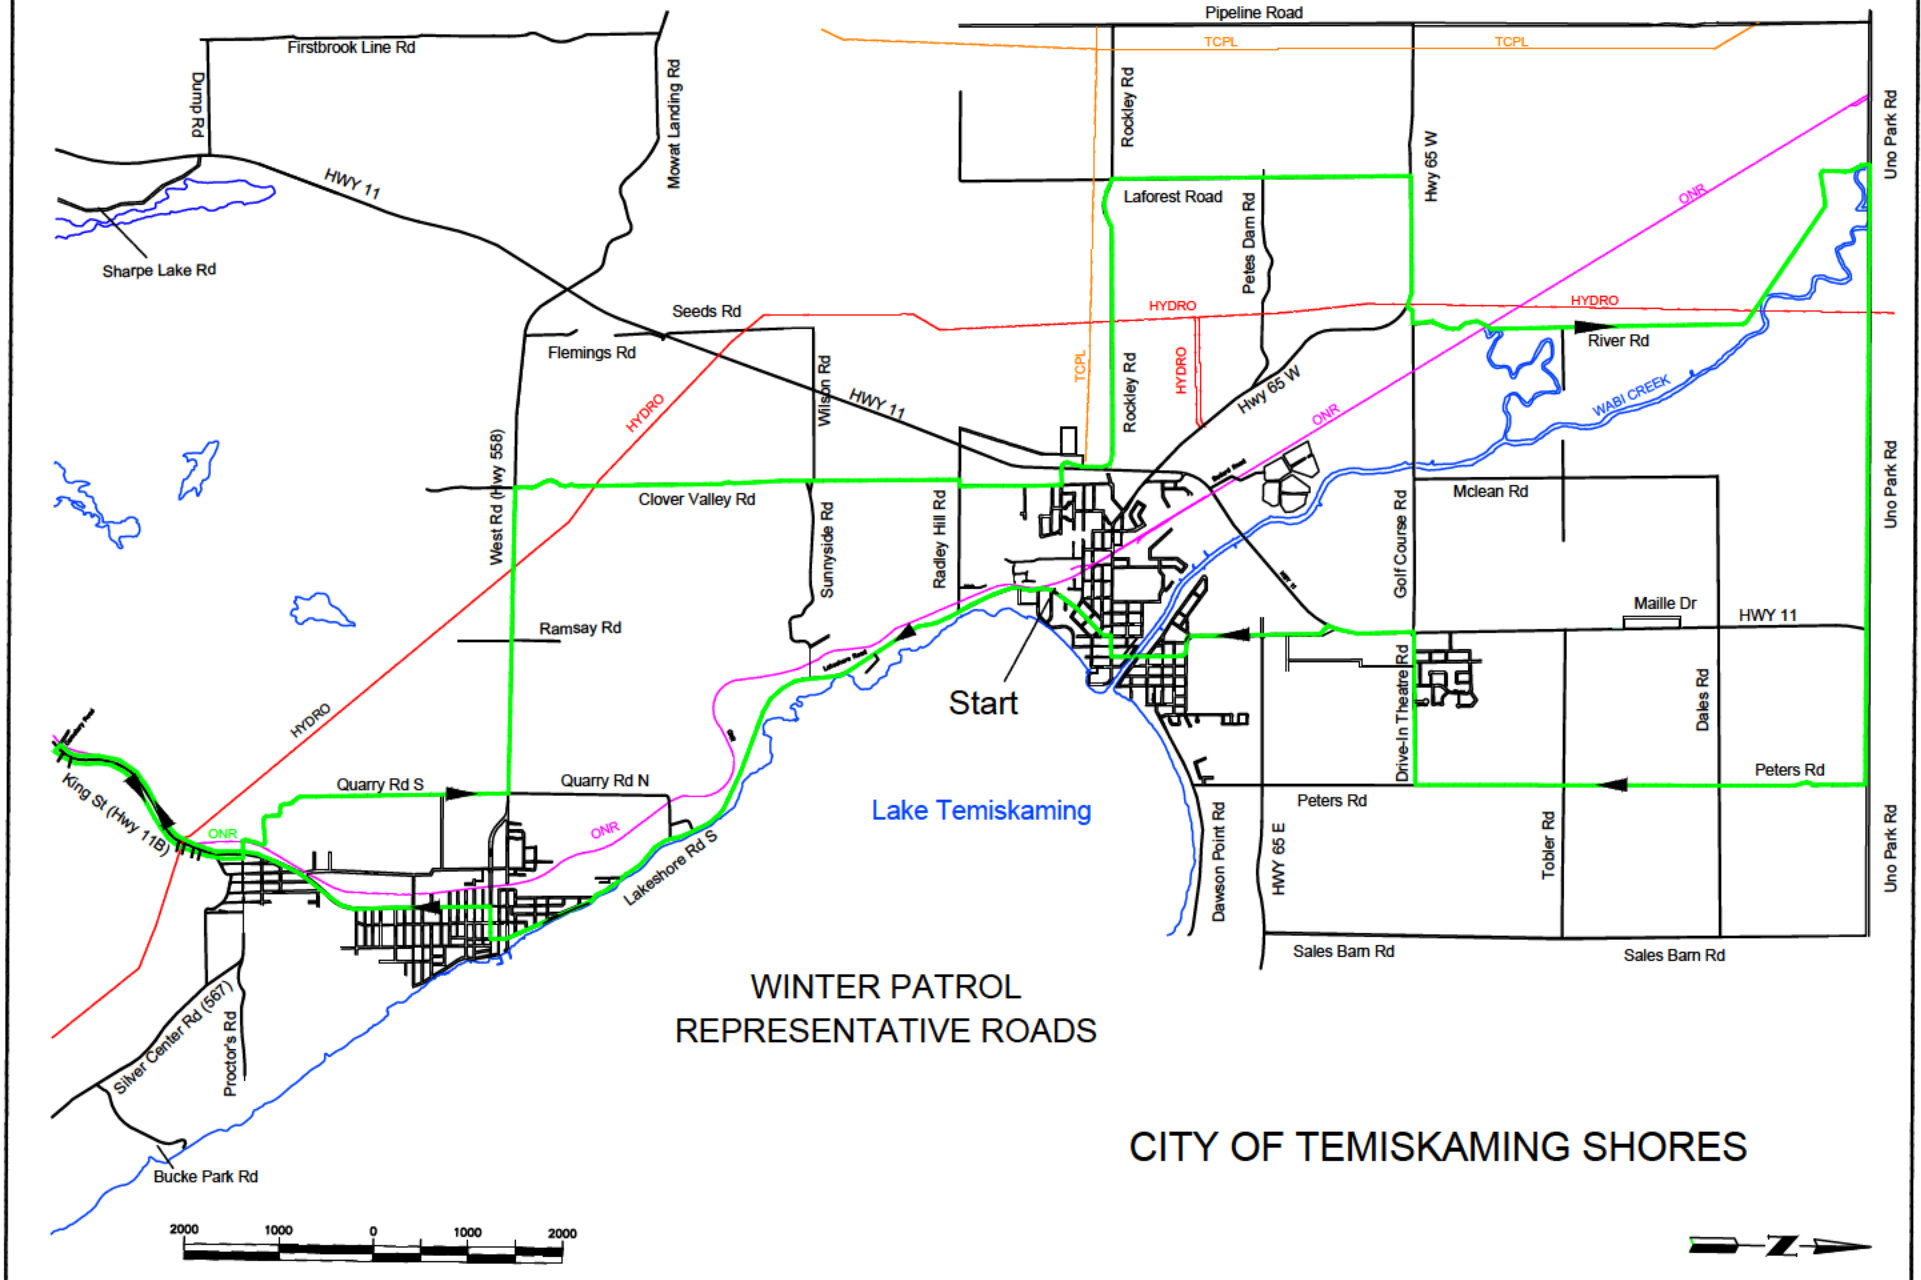 Pipeline Road
Firstbrook Line Rd
TCPL
TCPL
Dump Rd
Mowat Landing Rd
Rockley Rd
Uno Park Rd
Hwy 65 W
HWY 11
ONR
Laforest Road
Petes Dam Rd
Sharpe Lake Rd
Seeds Rd
HYDRO
HYDRO
Flemings Rd
River Rd
Wilson Rd
TCPL
Rockley Rd
HYDRO
Hwy 65 W
HYDRO
HWY 11
ONR
WABI CREEK
West Rd (Hwy 558)
Clover Valley Rd
Mclean Rd
Uno Park Rd
Sunnyside Rd
Radley Hill Rd
Golf Course Rd
Ramsay Rd
Maille Dr
HWY 11
HWY 11
Lakeshore Road
Start
HYDRO
Drive-In Theatre Rd
Dales Rd
King St (Hwy 11B)
Quarry Rd S
Quarry Rd N
Peters Rd
Peters Rd
Lake Temiskaming
ONR
ONR
Lakeshore Rd S
Dawson Point Rd
HWY 65 E
Tobler Rd
Uno Park Rd
Sales Barn Rd
Sales Barn Rd
WINTER PATROL
REPRESENTATIVE ROADS
Silver Center Rd (567)
Proctor's Rd
Bucke Park Rd
CITY OF TEMISKAMING SHORES
2000 1000 0 1000 2000
N